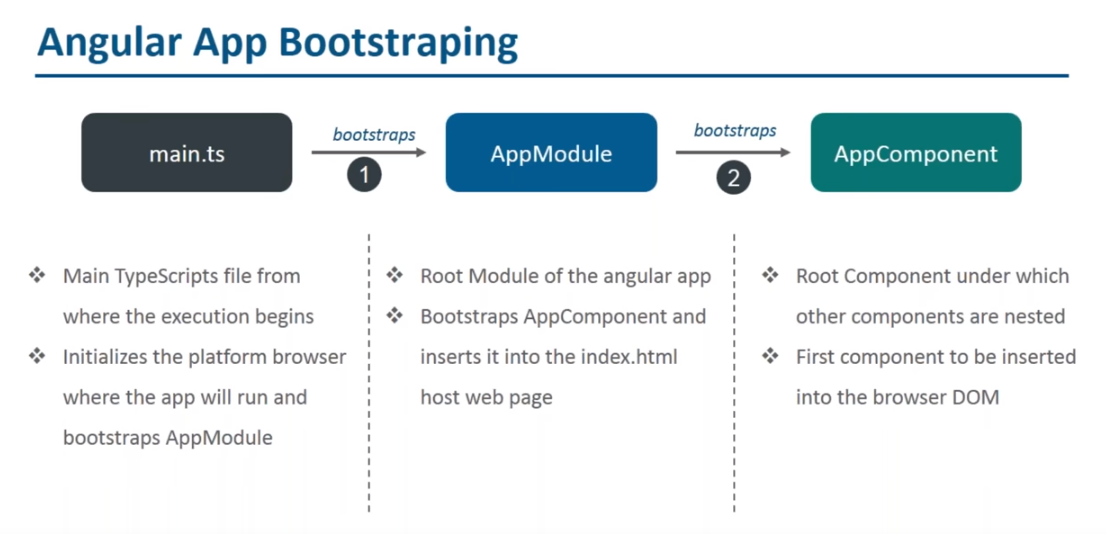 Angular App Bootstraping
main.ts
bootstraps
1
AppModule
bootstraps
2
AppComponent
❖ Main TypeScripts file from
where the execution begins
❖ Initializes the platform browser
where the app will run and
bootstraps AppModule
❖ Root Module of the angular app
❖ Bootstraps AppComponent and
inserts it into the index.html
host web page
❖ Root Component under which
other components are nested
❖ First component to be inserted
into the browser DOM